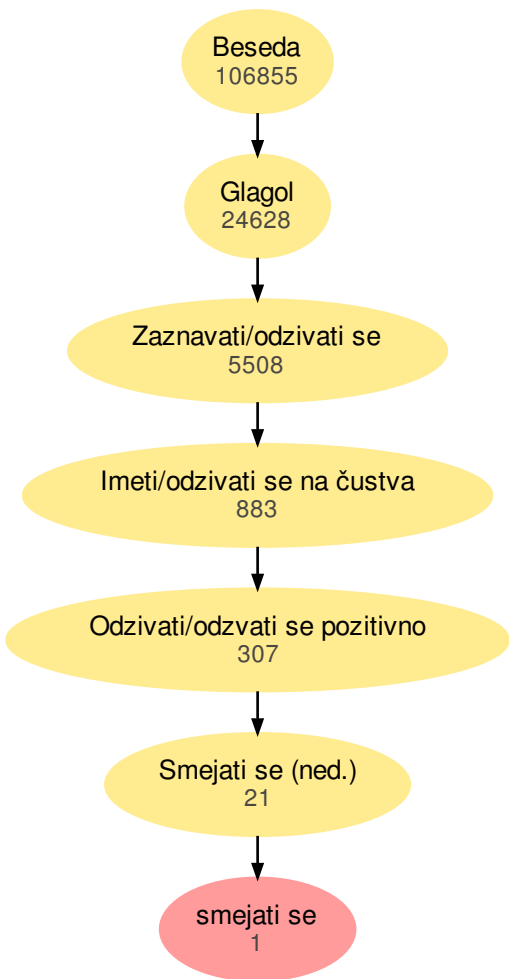 Beseda
106855
Glagol
24628
Zaznavati/odzivati se
5508
Imeti/odzivati se na čustva
883
Odzivati/odzvati se pozitivno
307
Smejati se (ned.)
21
smejati se
1